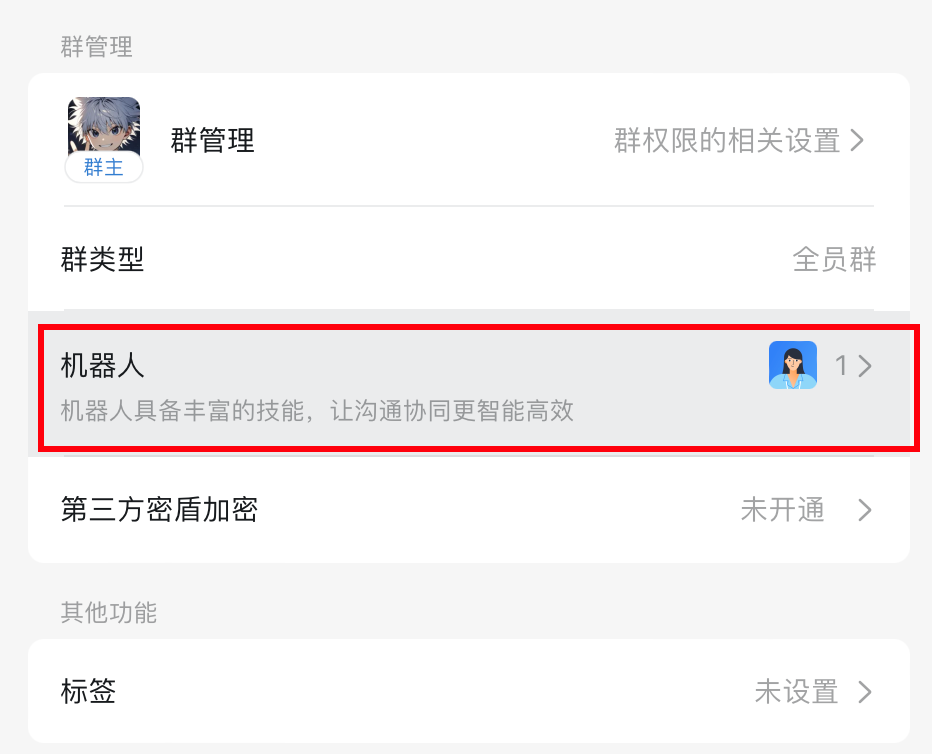 群管理
群主
群管理
群权限的相关设置
群类型
全员群
机器人
1
机器人具备丰富的技能，让沟通协同更智能高效
第三方密盾加密
未开通
其他功能
标签
未设置